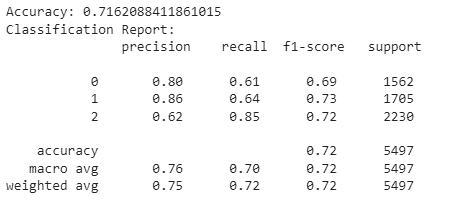 Accuracy: 0.7162088411861015
Classification Report:
precision recall f1-score support
0 0.80 0.61 0.69 1562
1 0.86 0.64 0.73 1705
2 0.62 0.85 0.72 2230
accuracy 0.72 5497
macro avg 0.76 0.70 0.72 5497
weighted avg 0.75 0.72 0.72 5497